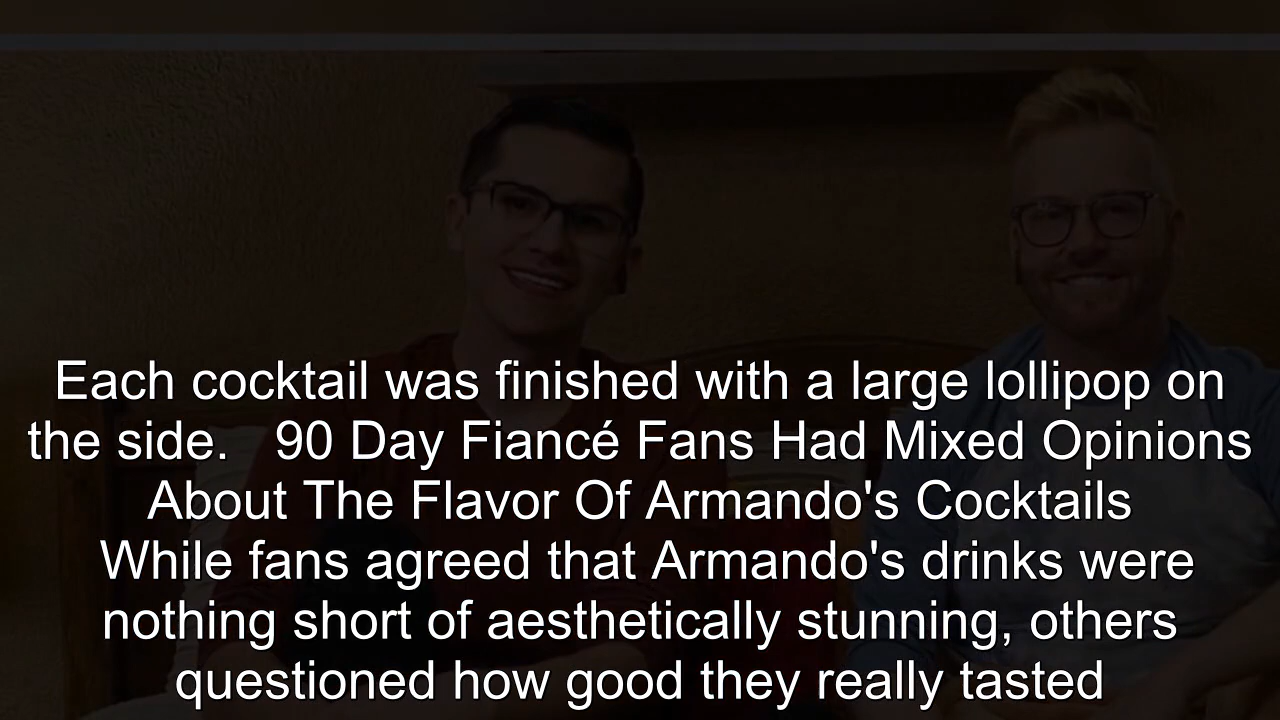 Each cocktail was finished with a large lollipop on
the side.   90 Day Fiancé Fans Had Mixed Opinions
About The Flavor Of Armando's Cocktails
While fans agreed that Armando's drinks were
nothing short of aesthetically stunning, others
questioned how good they really tasted